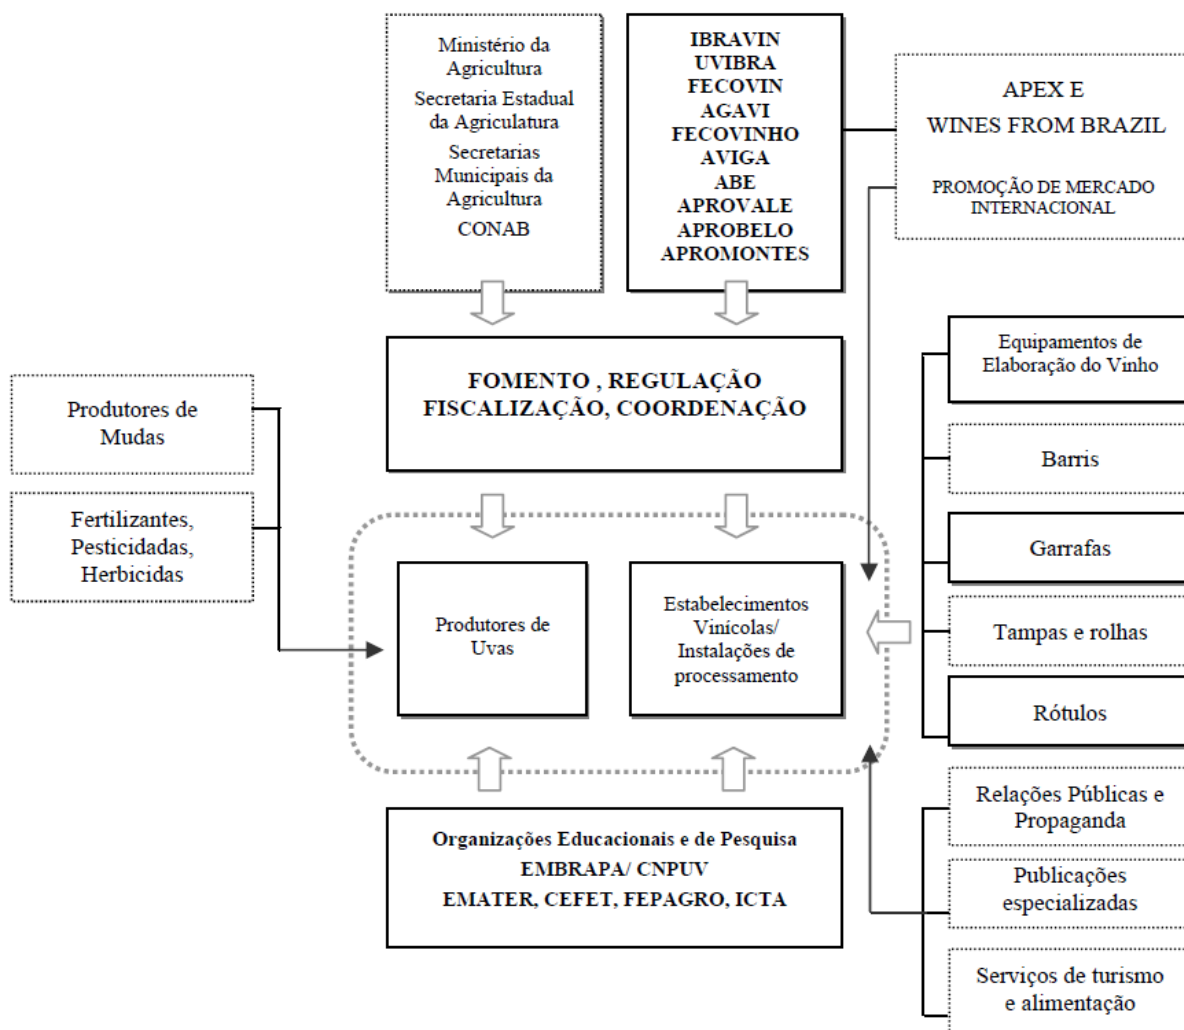 Ministério da
Agricultura
Secretaria Estadual
da Agriculatura
Secretarias
Municipais da
Agricultura
CONAB
IBRAVIN
UVIBRA
FECOVIN
AGAVI
FECOVINHO
AVIGA
ABE
APROVALE
APROBELO
APROMONTES
APEX E
WINES FROM BRAZIL
PROMOÇÃO DE MERCADO
INTERNACIONAL
FOMENTO , REGULAÇÃO
FISCALIZAÇÃO, COORDENAÇÃO
Produtores de
Mudas
Fertilizantes,
Pesticidadas,
Herbicidas
Produtores de
Uvas
Estabelecimentos
Vinícolas/
Instalações de
processamento
Equipamentos de
Elaboração do Vinho
Barris
Garrafas
Tampas e rolhas
Rótulos
Relações Públicas e
Propaganda
Publicações
especializadas
Serviços de turismo
e alimentação
Organizações Educacionais e de Pesquisa
EMBRAPA/ CNPUV
EMATER, CEFET, FEPAGRO, ICTA